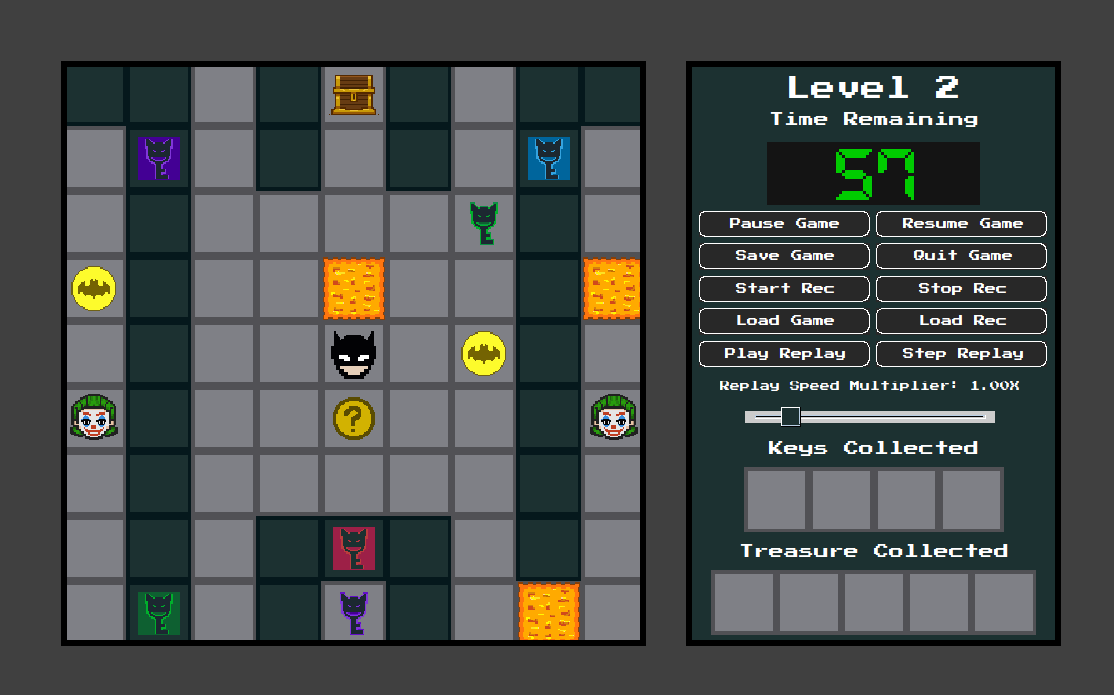 Level 2
Time Remaining
57
Pause Game
Resume Game
Save Game
Quit Game
Start Rec
Stop Rec
Load Game
Load Rec
Play Replay
Step Replay
Replay Speed Multiplier: 1.00X
?
Keys Collected
Treasure Collected